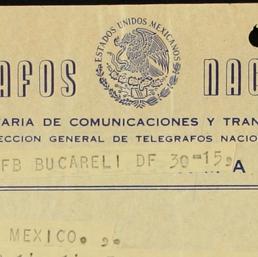 ESTADOS UNIDOS MEXICANOS
AFOS NAC
ARIA DE COMUNICACIONES Y TRAN
ECCION GENERAL DE TELEGRAFOS NACIO
FB BUCARELI DF 30-15,
A
MEXICO. ,.